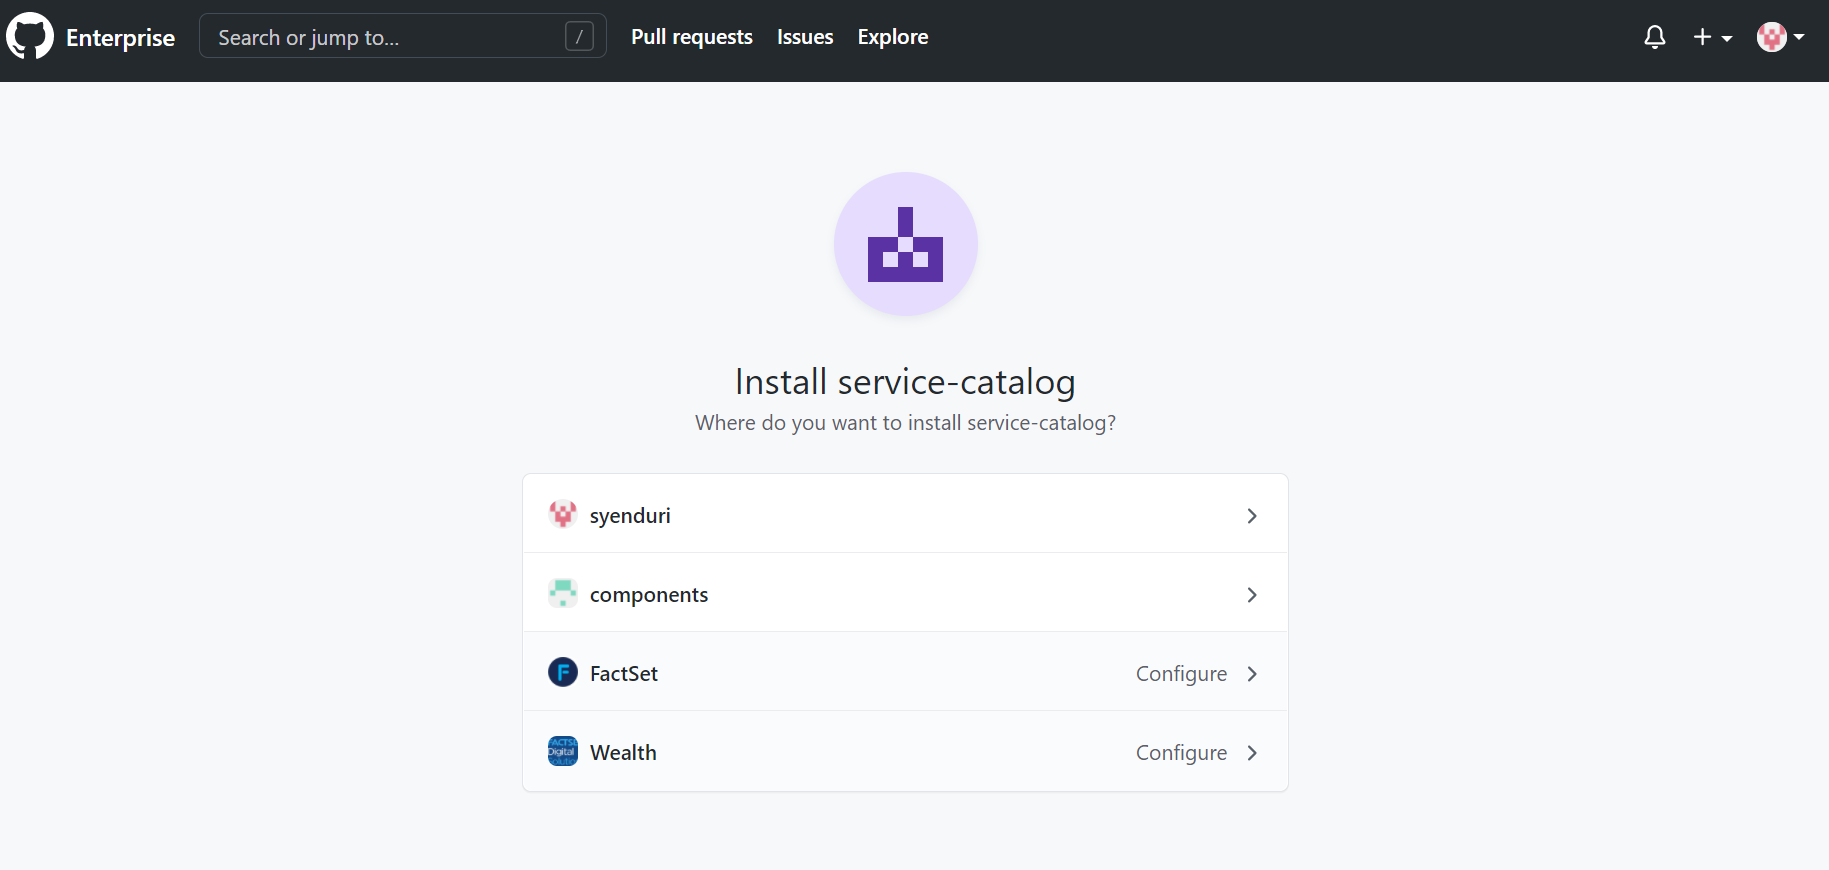 Enterprise
Search or jump to...
/
Pull requests Issues Explore
Install service-catalog
Where do you want to install service-catalog?
syenduri
components
F
FactSet Configure
Digital
Wealth Configure